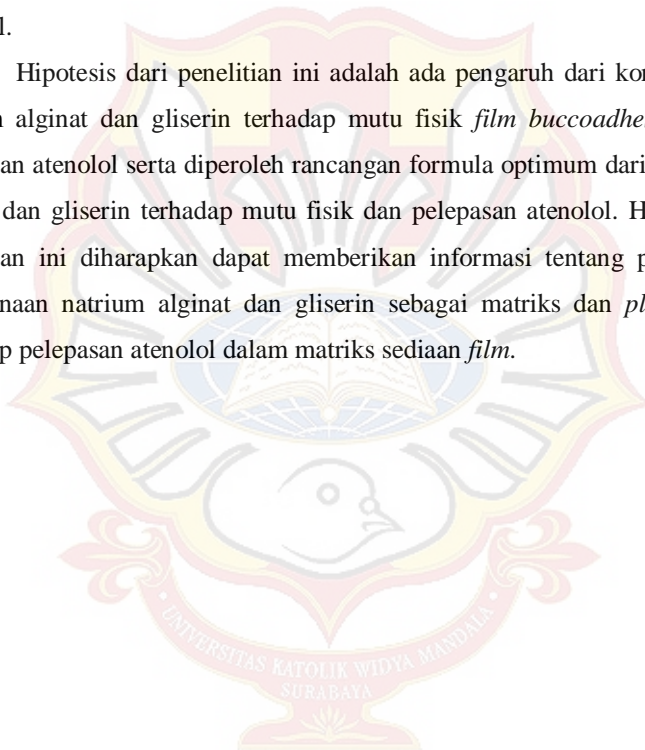 l.
Hipotesis dari penelitian ini adalah ada pengaruh dari kor
alginat dan gliserin terhadap mutu fisik film buccoadhe
an atenolol serta diperoleh rancangan formula optimum dari
dan gliserin terhadap mutu fisik dan pelepasan atenolol. H
an ini diharapkan dapat memberikan informasi tentang p
naan natrium alginat dan gliserin sebagai matriks dan pl
p pelepasan atenolol dalam matriks sediaan film.
UNIVERSITAS KATOLIK WIDYA MANDALA
SURABAYA